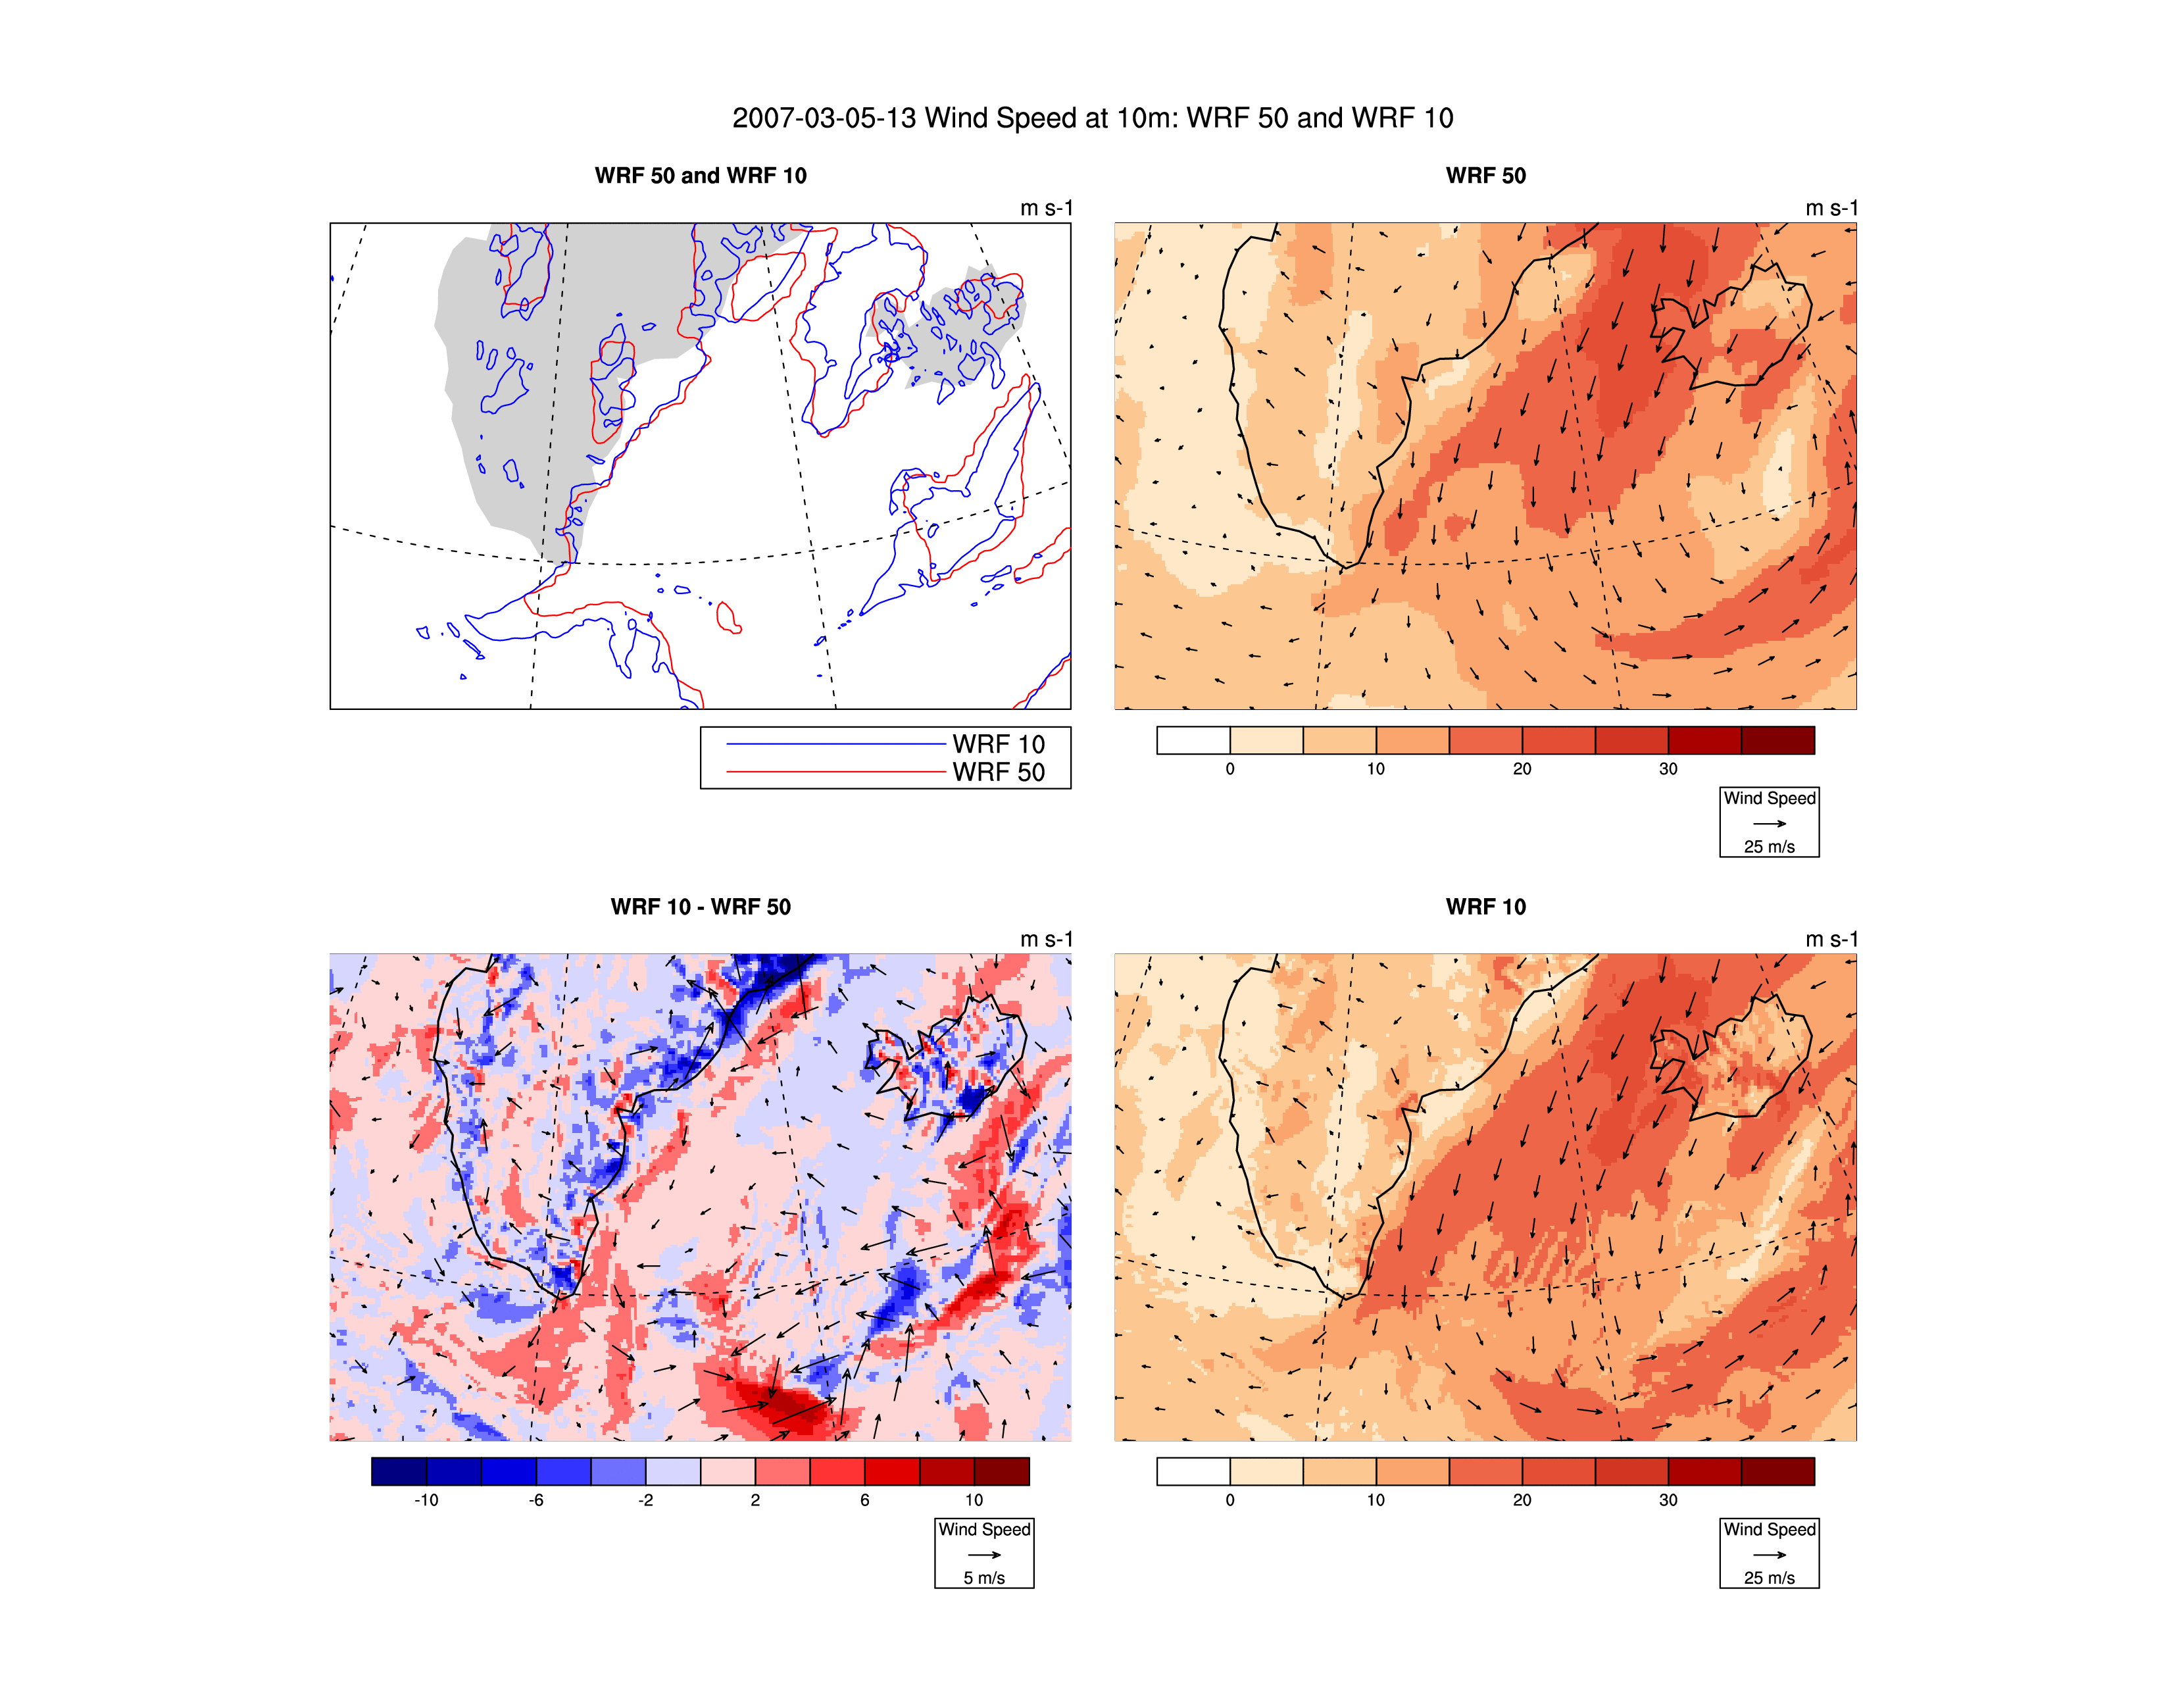 2007-03-05-13 Wind Speed at 10m: WRF 50 and WRF 10
WRF 50 and WRF 10
m s-1
WRF 10
WRF 50
WRF 50
m s-1
0 10 20 30
Wind Speed
25 m/s
WRF 10 - WRF 50
m s-1
-10 -6 -2 2 6 10
Wind Speed
5 m/s
WRF 10
m s-1
0 10 20 30
Wind Speed
25 m/s